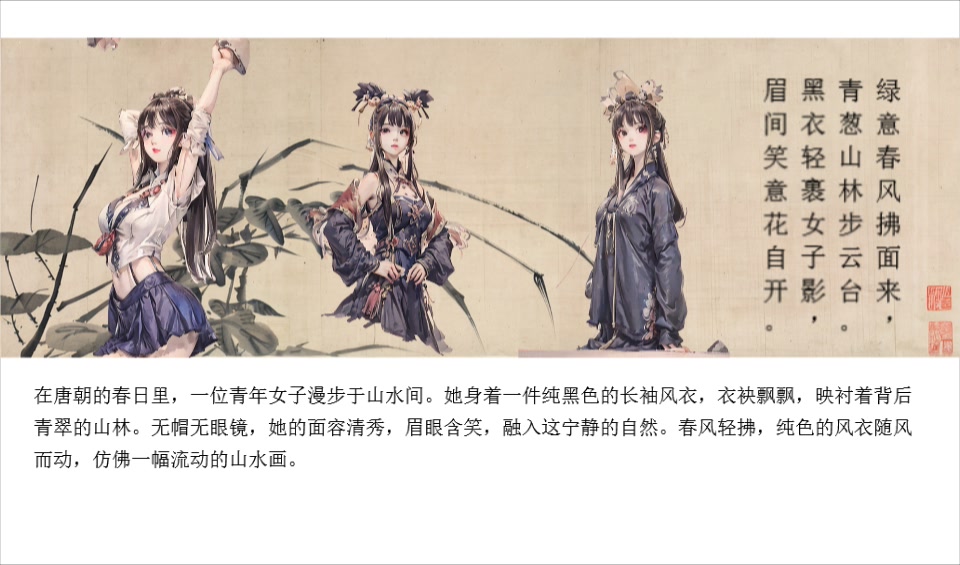 绿意春风拂面来，
青葱山林步云台。
黑衣轻裹女子影，
眉间笑意花自开。
在唐朝的春日里，一位青年女子漫步于山水间。她身着一件纯黑色的长袖风衣，衣袂飘飘，映衬着背后
青翠的山林。无帽无眼镜，她的面容清秀，眉眼含笑，融入这宁静的自然。春风轻拂，纯色的风衣随风
而动，仿佛一幅流动的山水画。